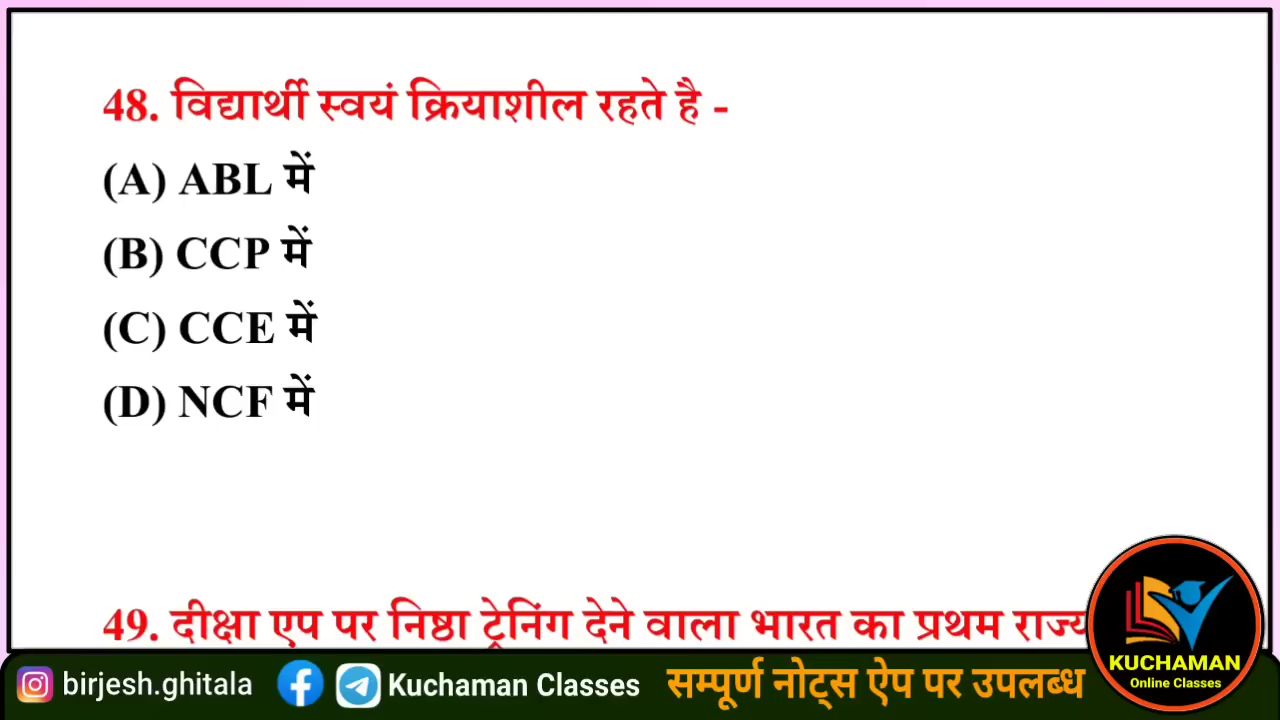 48. विद्यार्थी स्वयं क्रियाशील रहते है -
(A) ABL में
(B) CCP में
(C) CCE में
(D) NCF में
49. दीक्षा एप पर निष्ठा ट्रेनिंग देने वाला भारत का प्रथम राज्य
KUCHAMAN
Online Classes
birjesh.ghitala
Kuchaman Classes
सम्पूर्ण नोट्स ऐप पर उपलब्ध